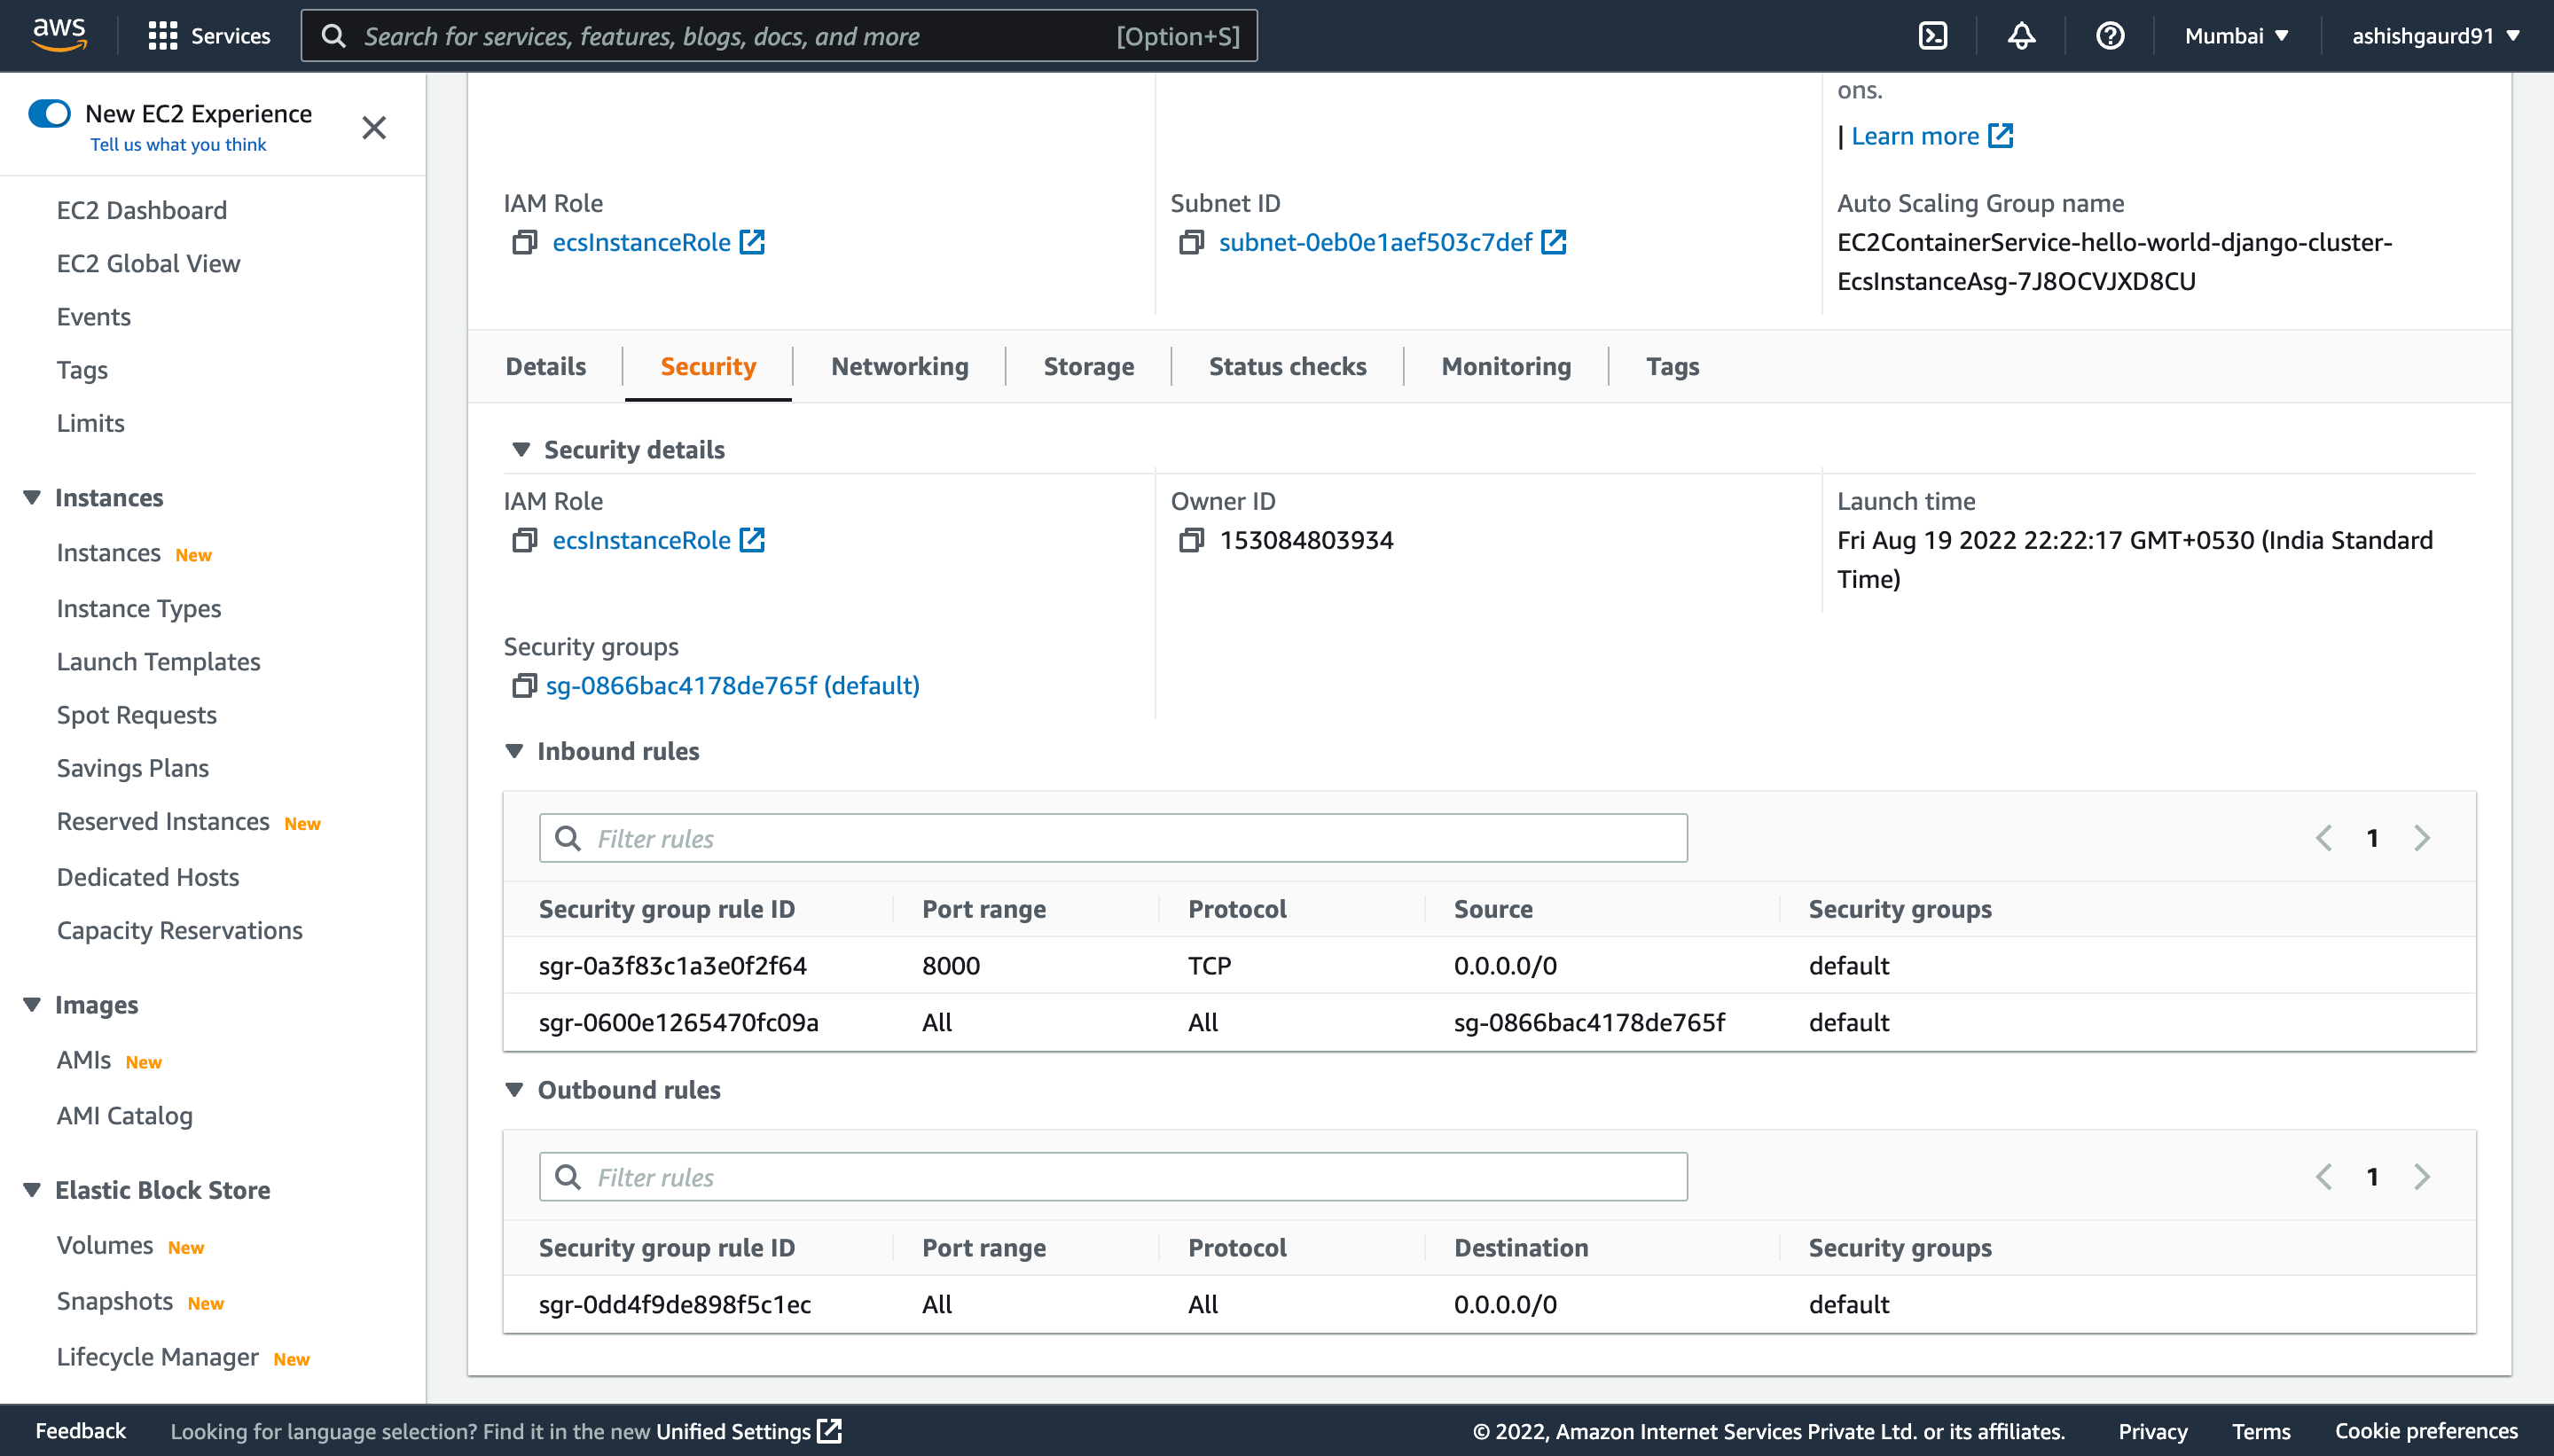 aws
Services
Search for services, features, blogs, docs, and more [Option+S]
Mumbai
ashishgaurd91
New EC2 Experience
Tell us what you think
EC2 Dashboard
EC2 Global View
Events
Tags
Limits
Instances
Instances New
Instance Types
Launch Templates
Spot Requests
Savings Plans
Reserved Instances New
Dedicated Hosts
Capacity Reservations
Images
AMIs New
AMI Catalog
Elastic Block Store
Volumes New
Snapshots New
Lifecycle Manager New
ons.
| Learn more
IAM Role
ecsInstanceRole
Subnet ID
subnet-0eb0e1aef503c7def
Auto Scaling Group name
EC2ContainerService-hello-world-django-cluster-
EcsInstanceAsg-7J8OCVJXD8CU
Details Security Networking Storage Status checks Monitoring Tags
Security details
IAM Role
ecsInstanceRole
Owner ID
153084803934
Launch time
Fri Aug 19 2022 22:22:17 GMT+0530 (India Standard
Time)
Security groups
sg-0866bac4178de765f (default)
Inbound rules
Filter rules
1
Security group rule ID Port range Protocol Source Security groups
sgr-0a3f83c1a3e0f2f64 8000 TCP 0.0.0.0/0 default
sgr-0600e1265470fc09a All All sg-0866bac4178de765f default
Outbound rules
Filter rules
1
Security group rule ID Port range Protocol Destination Security groups
sgr-0dd4f9de898f5c1ec All All 0.0.0.0/0 default
Feedback
Looking for language selection? Find it in the new Unified Settings
© 2022, Amazon Internet Services Private Ltd. or its affiliates.
Privacy
Terms
Cookie preferences